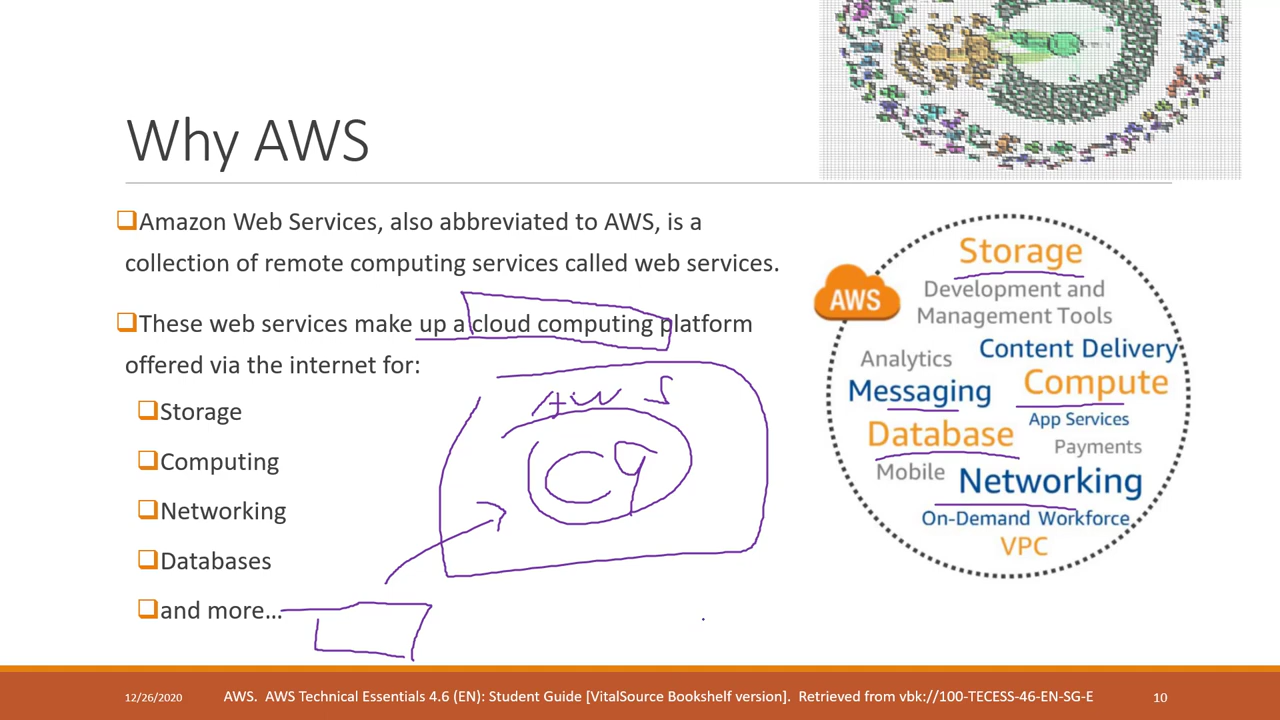 Why AWS
Amazon Web Services, also abbreviated to AWS, is a
collection of remote computing services called web services.
These web services make up a cloud computing platform
offered via the internet for:
Storage
Computing
Networking
Databases
and more...
AWS
C9
AWS
Storage
Development and
Management Tools
Analytics
Content Delivery
Messaging
Compute
App Services
Database
Payments
Mobile
Networking
On-Demand Workforce
VPC
12/26/2020
AWS. AWS Technical Essentials 4.6 (EN): Student Guide [VitalSource Bookshelf version]. Retrieved from vbk://100-TECESS-46-EN-SG-E
10